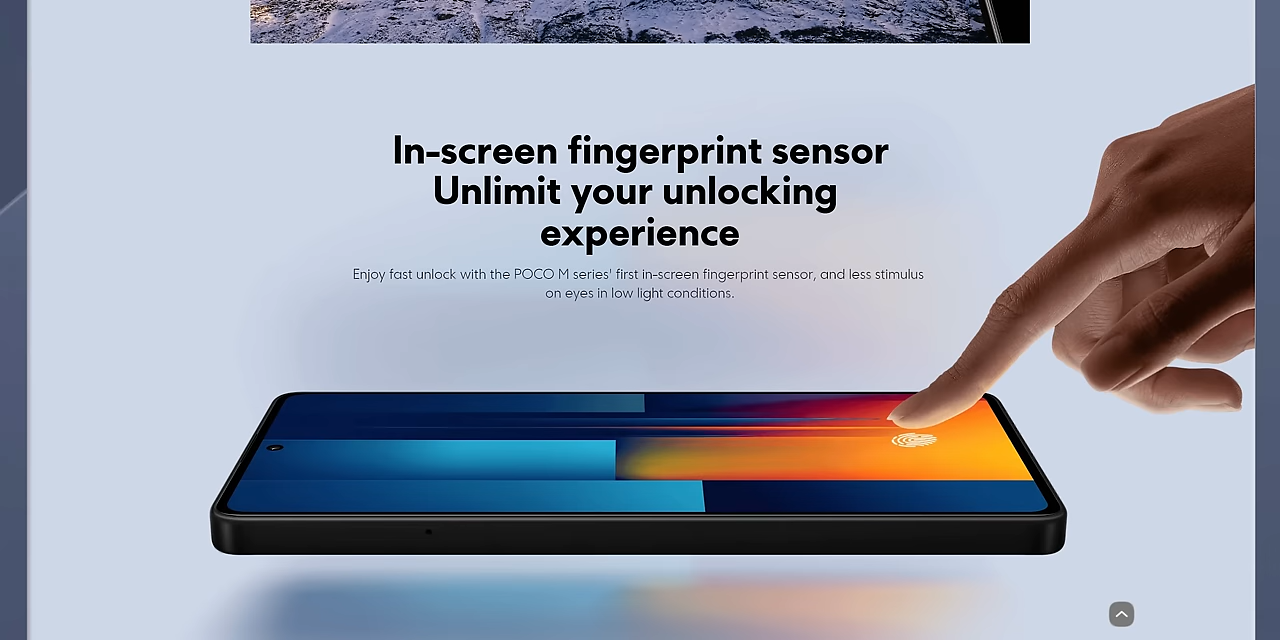 In-screen fingerprint sensor
Unlimit your unlocking
experience
Enjoy fast unlock with the POCO M series' first in-screen fingerprint sensor, and less stimulus
on eyes in low light conditions.